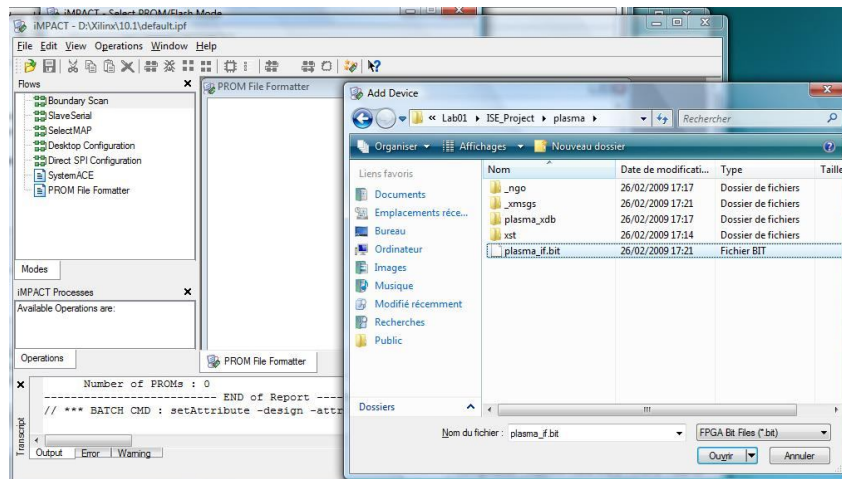 iMPACT - Select PROM/Flash Mode
iMPACT - D:\Xilinx\10.1\default.ipf
File Edit View Operations Window Help
Flows
Boundary Scan
SlaveSerial
SelectMAP
Desktop Configuration
Direct SPI Configuration
SystemACE
PROM File Formatter
Modes
iMPACT Processes
Available Operations are:
Operations
PROM File Formatter
PROM File Formatter
Add Device
« Lab01 ▸ ISE_Project ▸ plasma ▸
Rechercher
Organiser Affichages Nouveau dossier
Liens favoris
Documents
Emplacements réce...
Bureau
Ordinateur
Images
Musique
Modifié récemment
Recherches
Public
Dossiers
Nom Date de modificati... Type Taille
_ngo 26/02/2009 17:17 Dossier de fichiers
_xmsgs 26/02/2009 17:21 Dossier de fichiers
plasma_xdb 26/02/2009 17:17 Dossier de fichiers
xst 26/02/2009 17:14 Dossier de fichiers
plasma_if.bit 26/02/2009 17:21 Fichier BIT
Nom du fichier : plasma_if.bit
FPGA Bit Files (*.bit)
Ouvrir Annuler
Number of PROMs : 0
------------------------- END of Report ----
// *** BATCH CMD : setAttribute -design -attr
Transcript
Output Error Warning